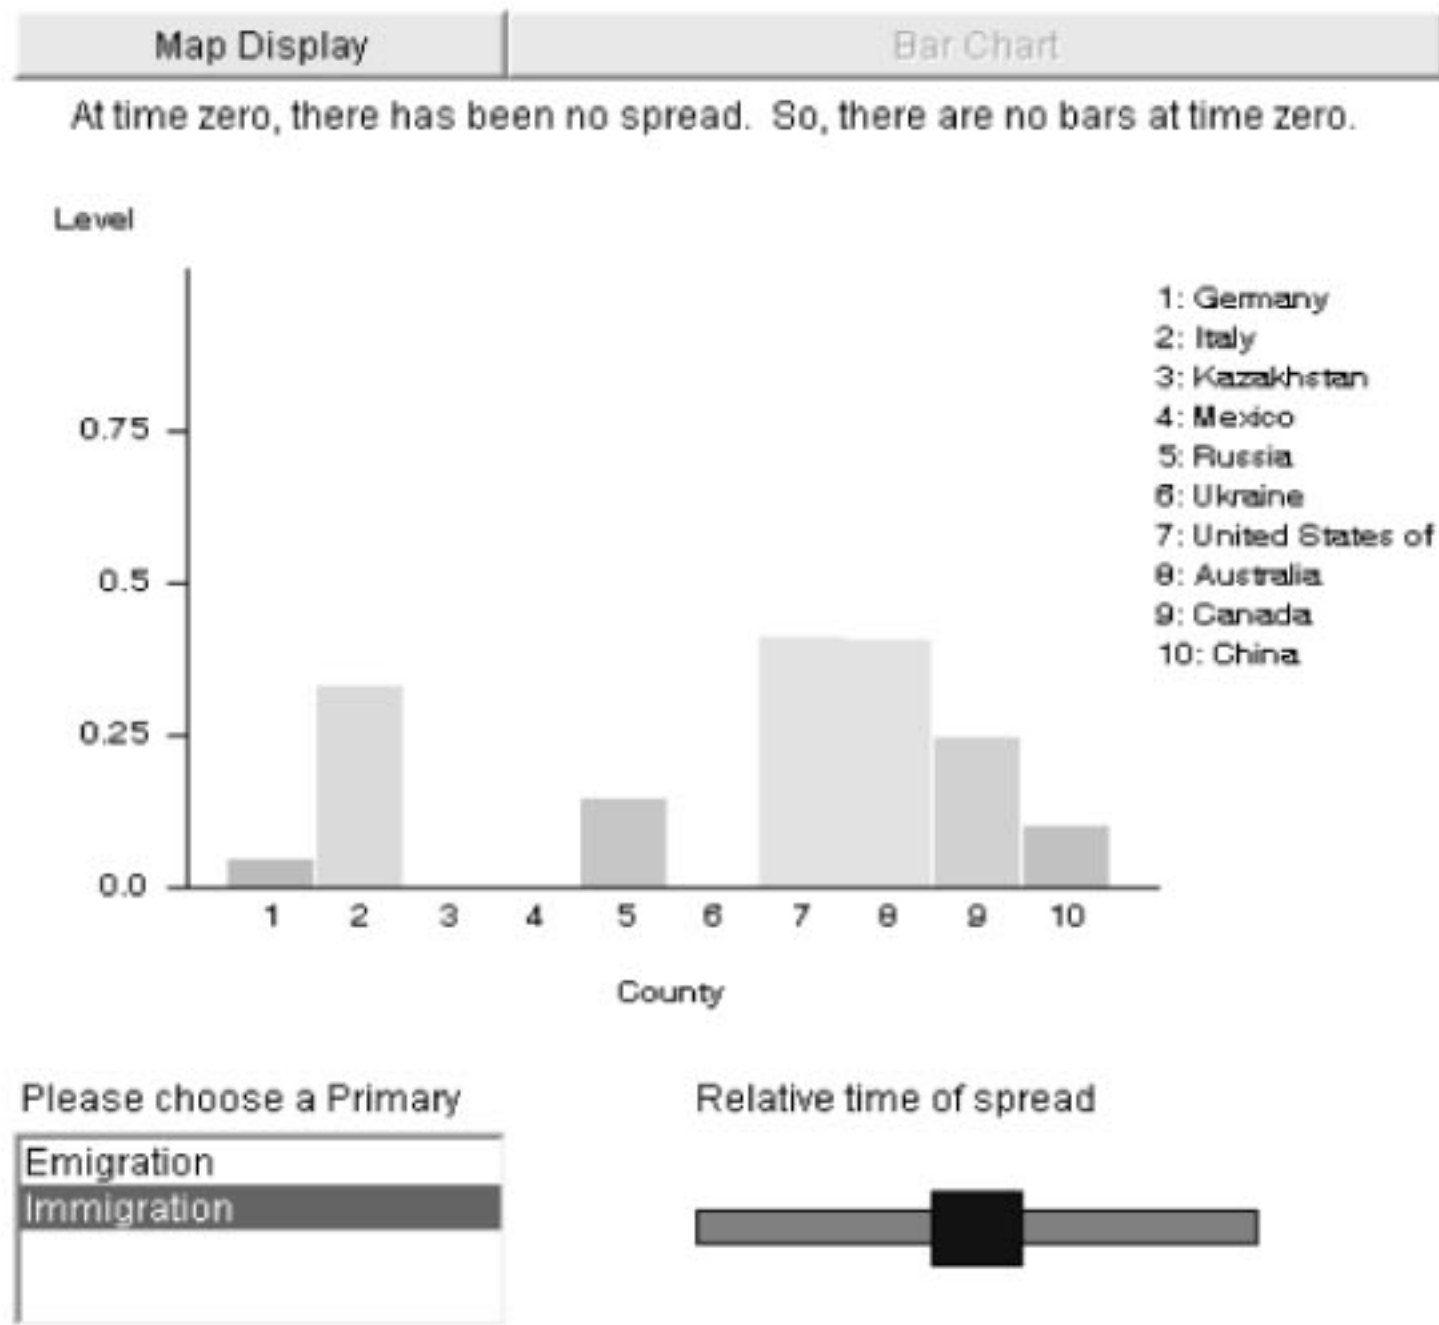 Map Display
Bar Chart
At time zero, there has been no spread. So, there are no bars at time zero.
Level
1: Germany
2: Italy
3: Kazakhstan
4: Mexico
5: Russia
6: Ukraine
7: United States of
8: Australia
9: Canada
10: China
0.75
0.5
0.25
0.0
1 2 3 4 5 6 7 8 9 10
County
Please choose a Primary
Emigration
Immigration
Relative time of spread